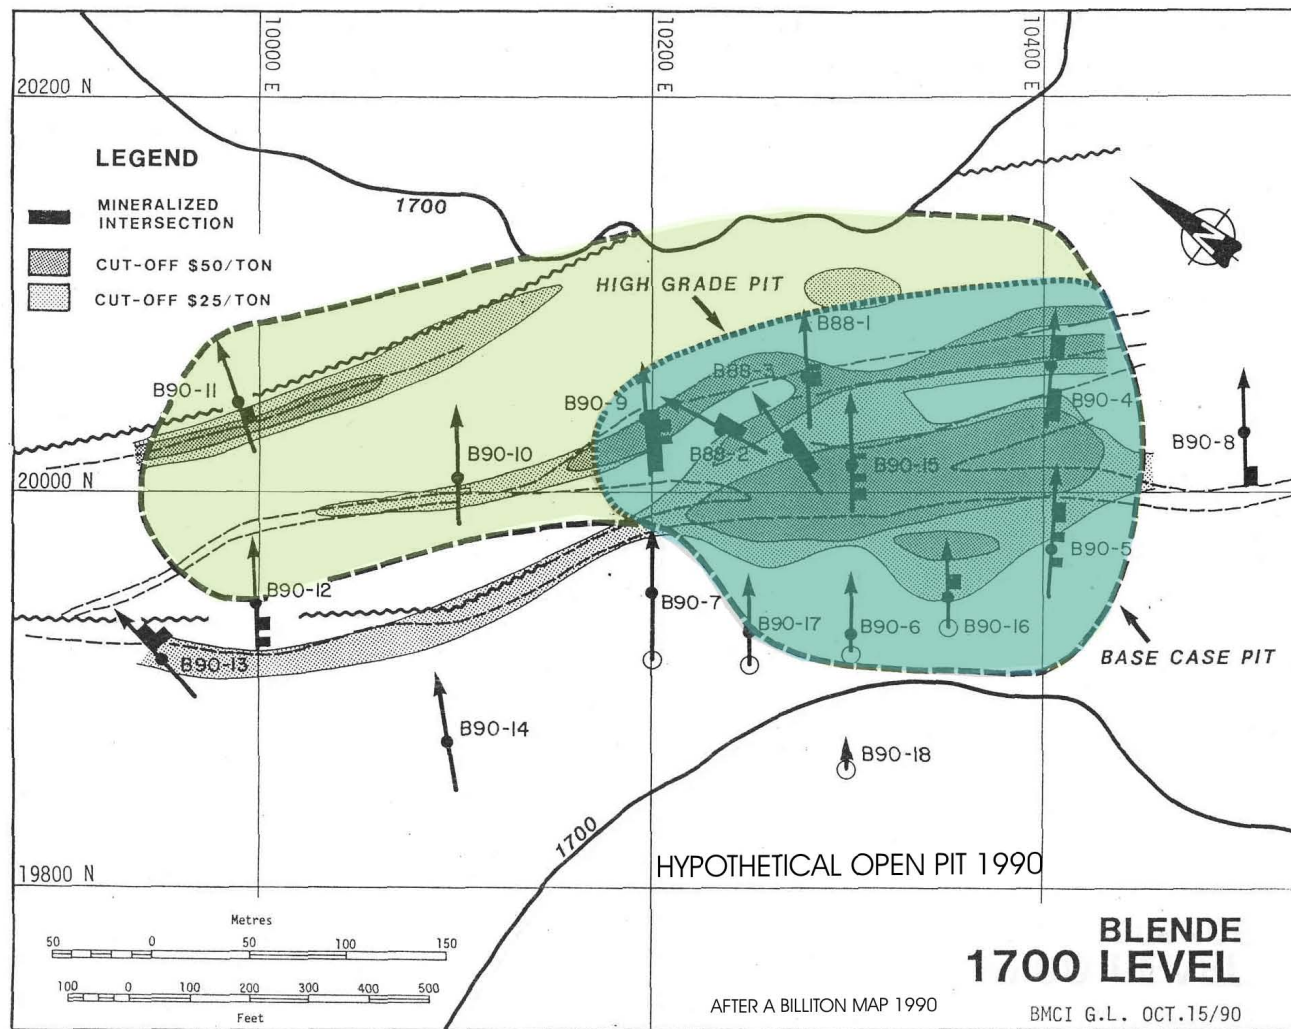 10000 E
10200 E
10400 E
20200 N
LEGEND
MINERALIZED
INTERSECTION
CUT-OFF $50/TON
CUT-OFF $25/TON
1700
N
HIGH GRADE PIT
B88-1
B88-3
B90-11
B90-9
B90-4
B90-10
B88-2
B90-15
B90-8
20000 N
B90-5
B90-12
B90-7
B90-17
B90-6
B90-16
BASE CASE PIT
B90-13
B90-14
B90-18
1700
HYPOTHETICAL OPEN PIT 1990
19800 N
Metres
50 0 50 100 150
100 0 100 200 300 400 500
Feet
BLENDE
1700 LEVEL
AFTER A BILLITON MAP 1990
BMCI G.L. OCT.15/90